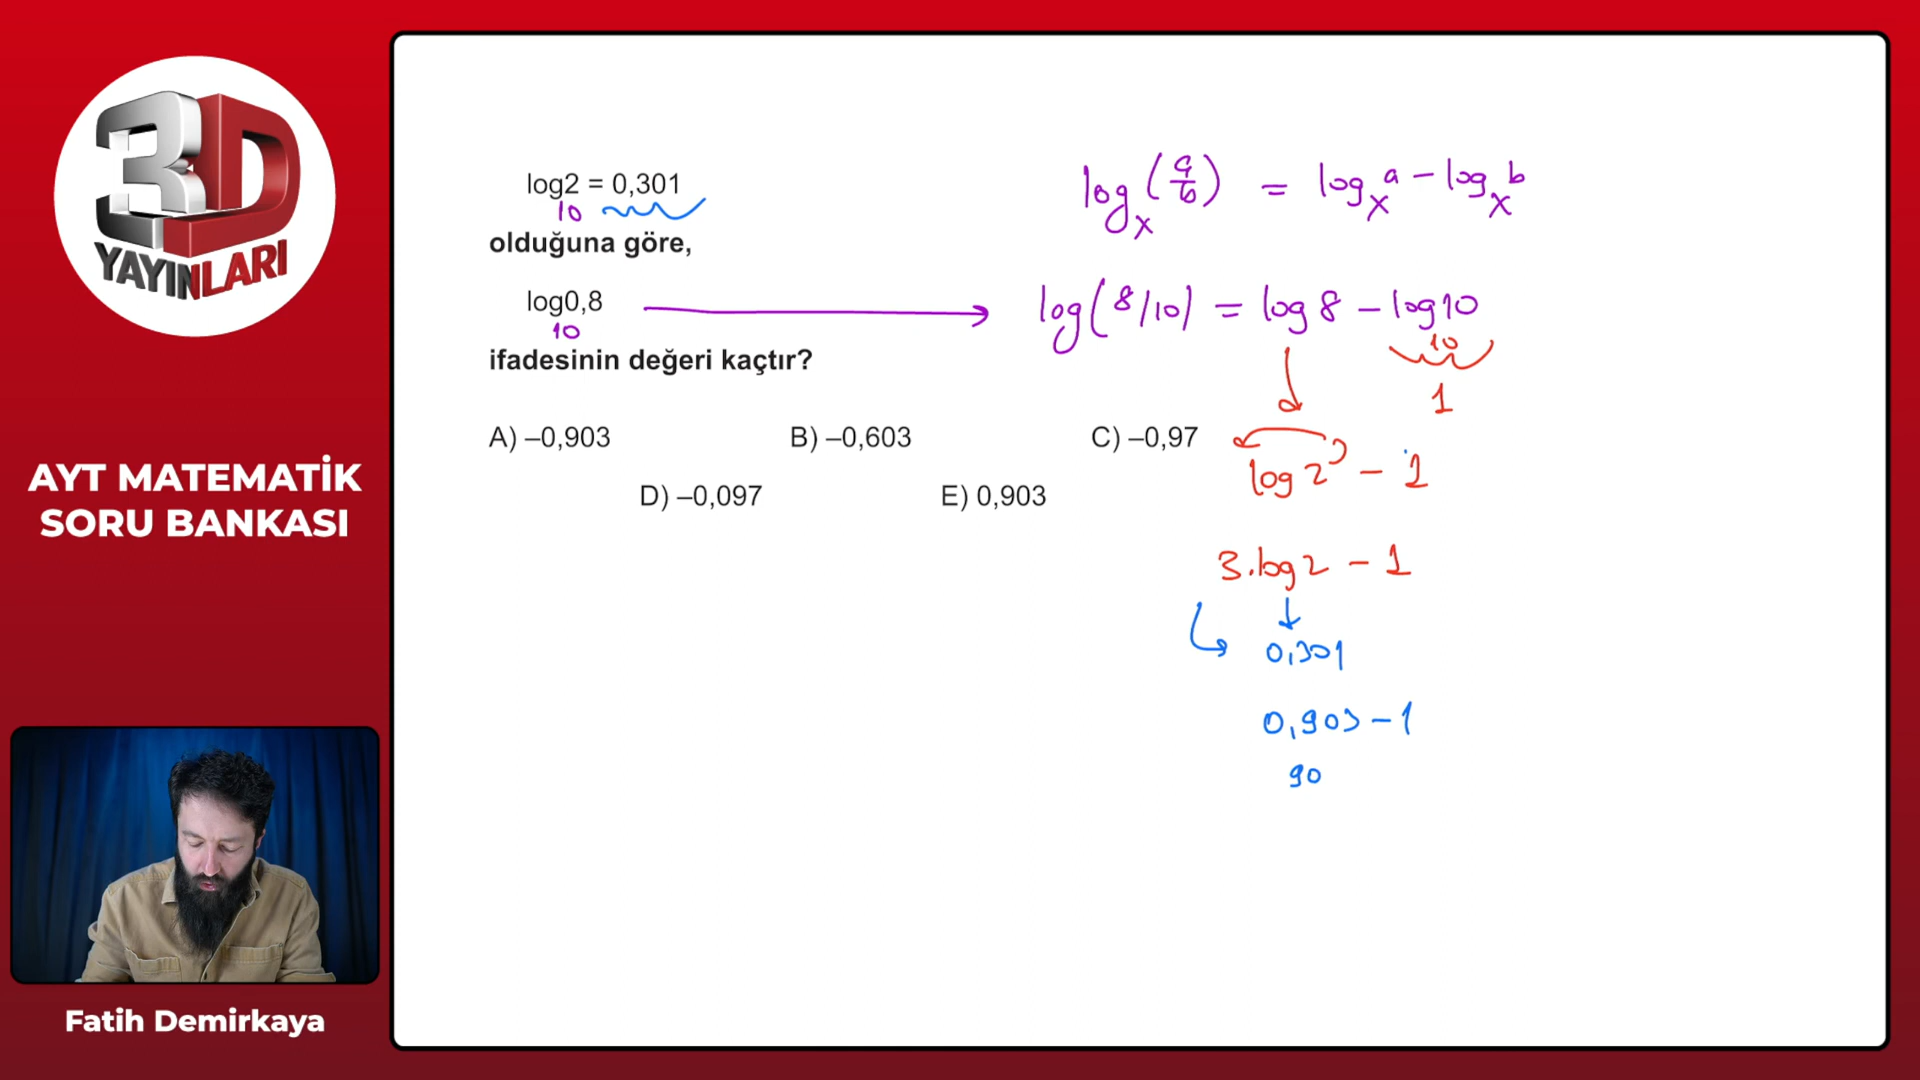 3D
YAYINLARI
AYT MATEMATİK
SORU BANKASI
Fatih Demirkaya
log2 = 0,301
10
olduğuna göre,
log0,8
10
ifadesinin değeri kaçtır?
A) –0,903 B) –0,603 C) –0,97
D) –0,097 E) 0,903
log_x (a/b) = log_x a – log_x b
log(8/10) = log 8 – log 10
10
1
log 2³ – 1
3.log2 – 1
0,301
0,903 – 1
90